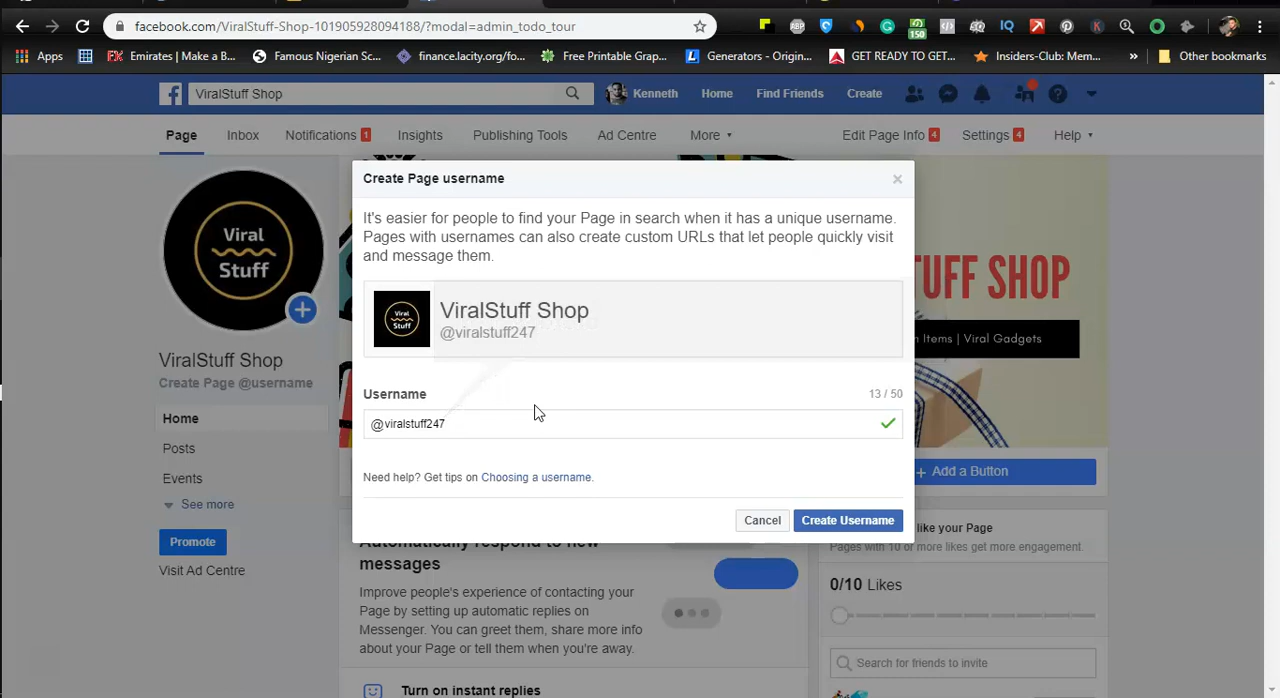 facebook.com/ViralStuff-Shop-101905928094188/?modal=admin_todo_tour
150
Apps
Emirates | Make a B...
Famous Nigerian Sc...
finance.lacity.org/fo...
Free Printable Grap...
Generators - Origin...
GET READY TO GET...
Insiders-Club: Mem...
»
Other bookmarks
ViralStuff Shop
Kenneth
Home
Find Friends
Create
Page
Inbox
Notifications 1
Insights
Publishing Tools
Ad Centre
More
Edit Page Info 4
Settings 4
Help
Create Page username
It's easier for people to find your Page in search when it has a unique username.
Pages with usernames can also create custom URLs that let people quickly visit
and message them.
Viral
Stuff
ViralStuff Shop
@viralstuff247
Username
13 / 50
@viralstuff247
Need help? Get tips on Choosing a username.
Cancel
Create Username
Viral
Stuff
ViralStuff Shop
Create Page @username
Home
Posts
Events
See more
Promote
Visit Ad Centre
UFF SHOP
n Items | Viral Gadgets
+ Add a Button
Automatically respond to new
messages
Improve people's experience of contacting your
Page by setting up automatic replies on
Messenger. You can greet them, share more info
about your Page or tell them when you're away.
Turn on instant replies
like your Page
Pages with 10 or more likes get more engagement.
0/10 Likes
Search for friends to invite